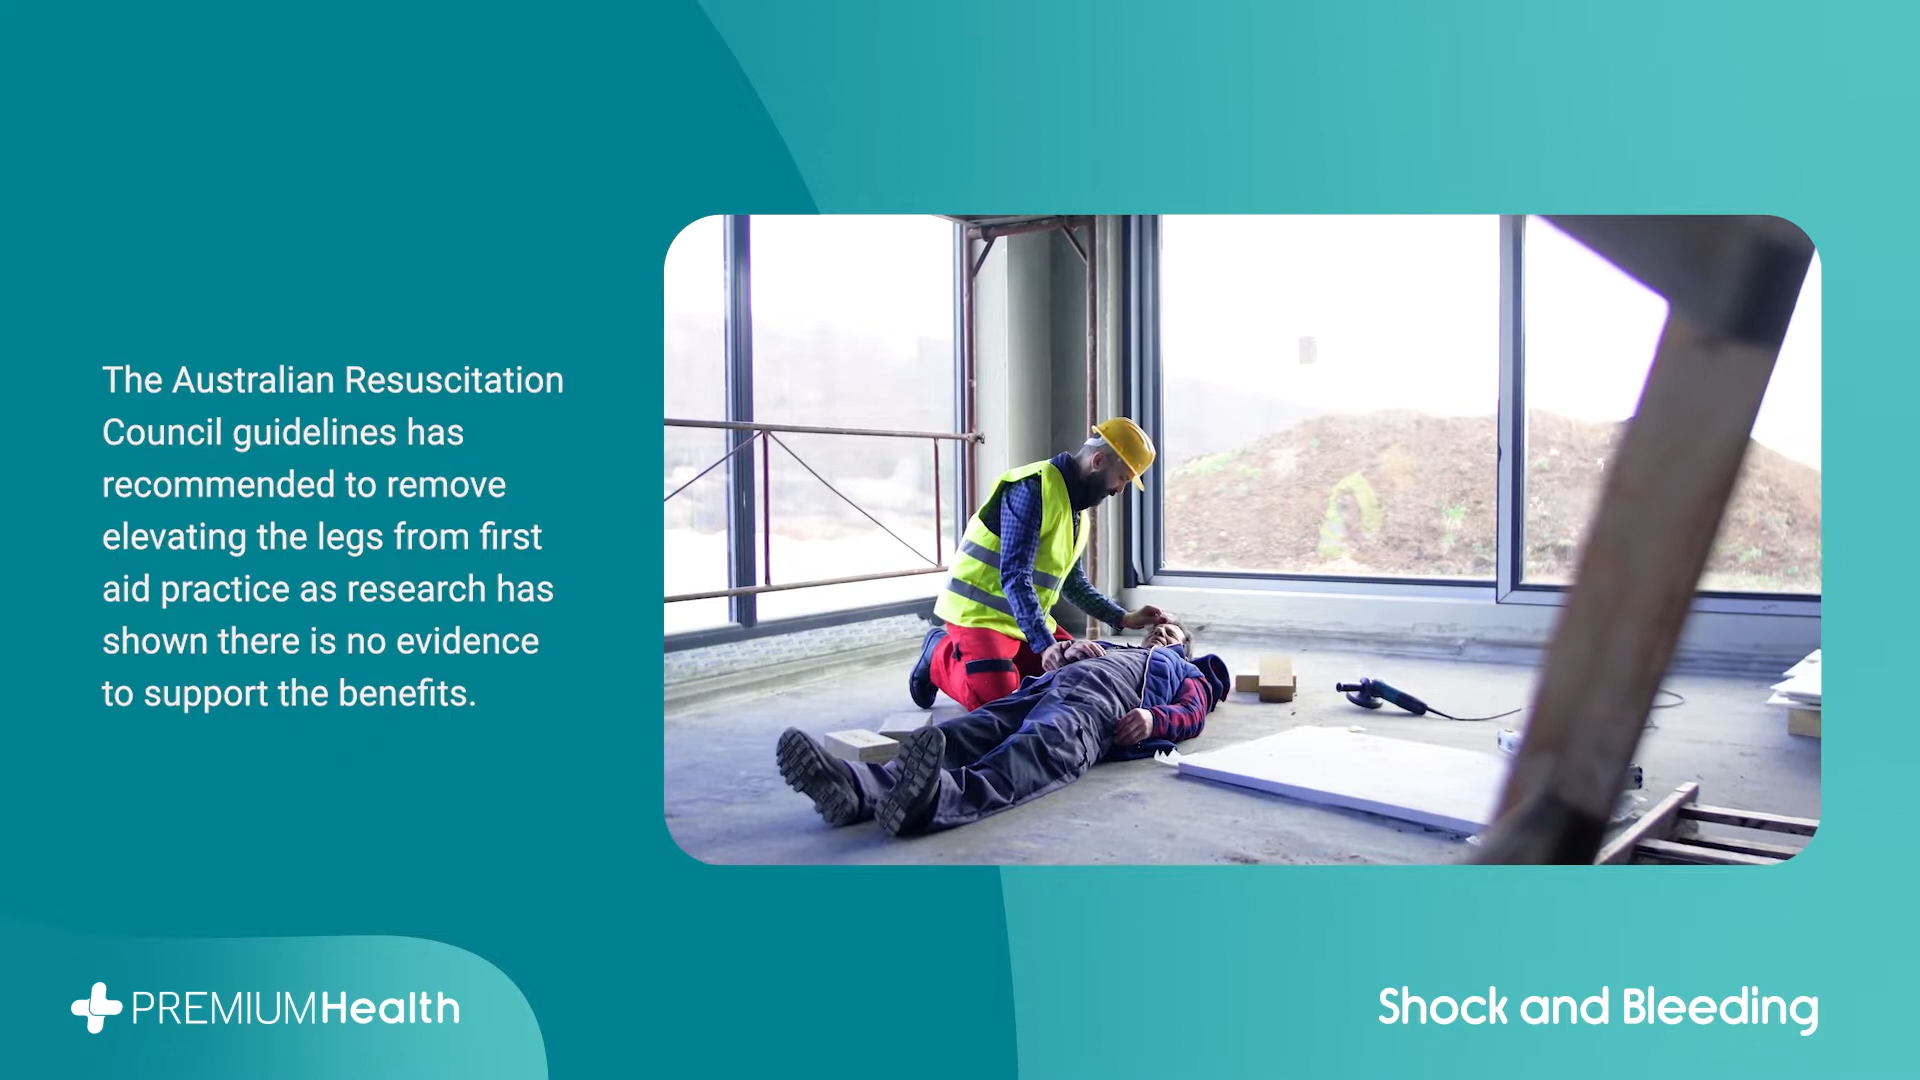 The Australian Resuscitation
Council guidelines has
recommended to remove
elevating the legs from first
aid practice as research has
shown there is no evidence
to support the benefits.
PREMIUMHealth
Shock and Bleeding